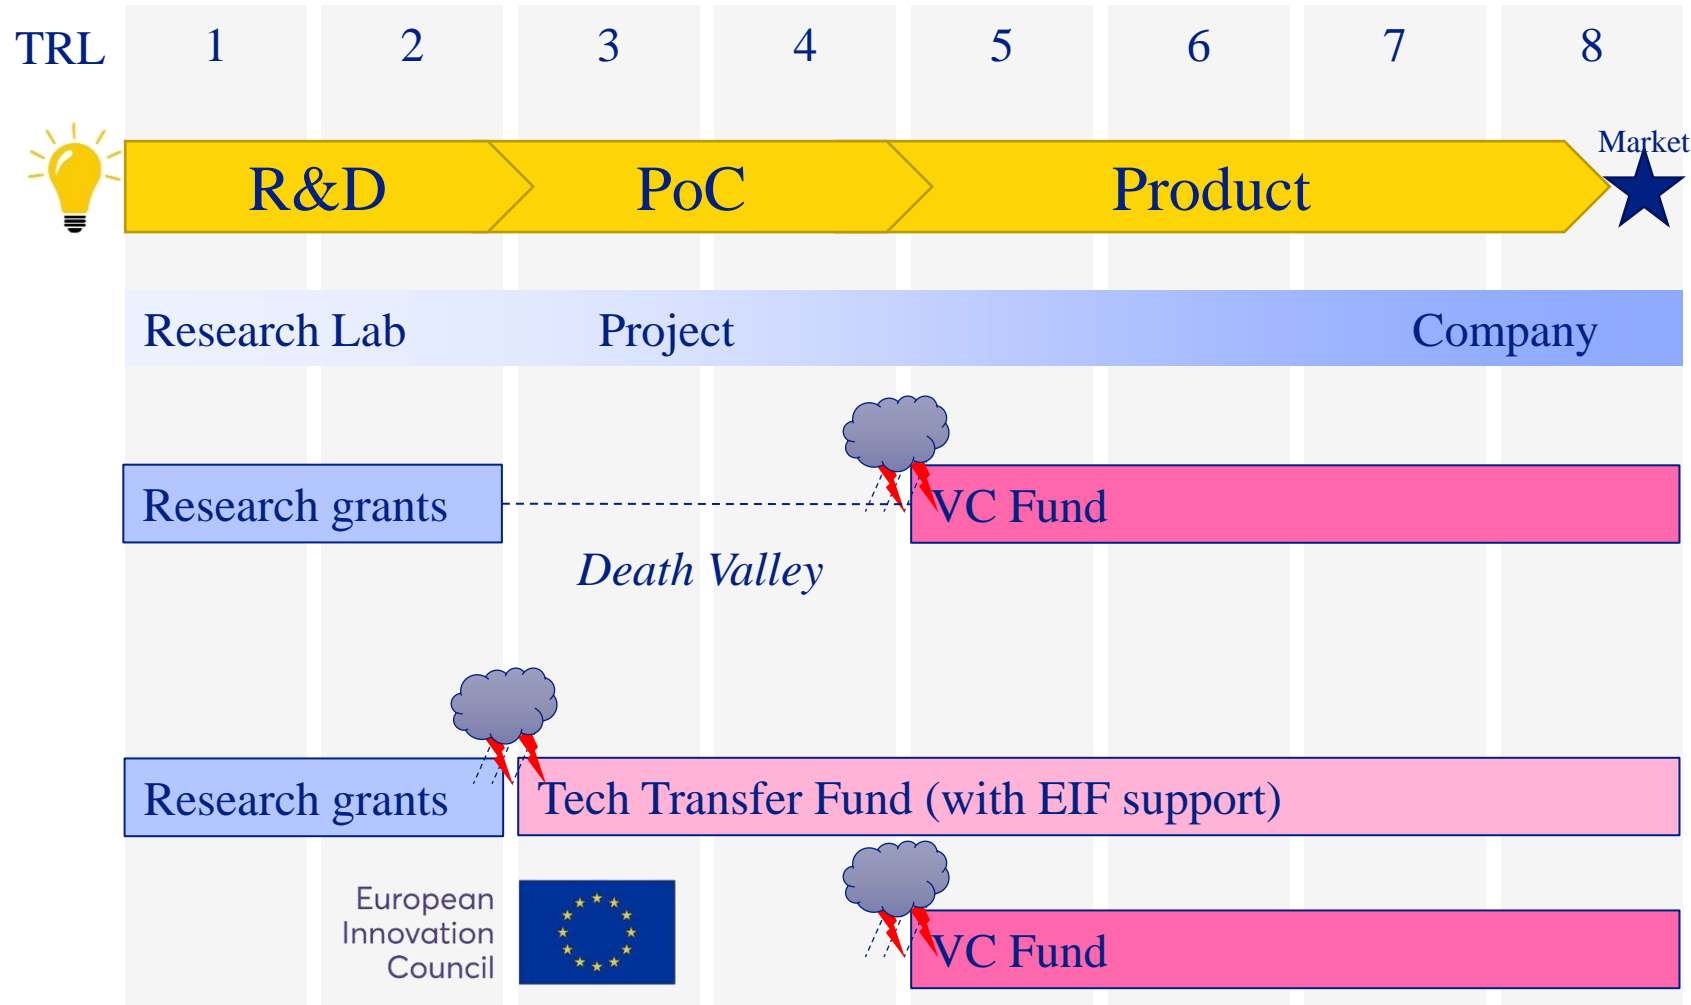 TRL 1 2 3 4 5 6 7 8
Market
R&D PoC Product
Research Lab Project Company
Research grants VC Fund
Death Valley
Research grants Tech Transfer Fund (with EIF support)
European
Innovation
Council
VC Fund